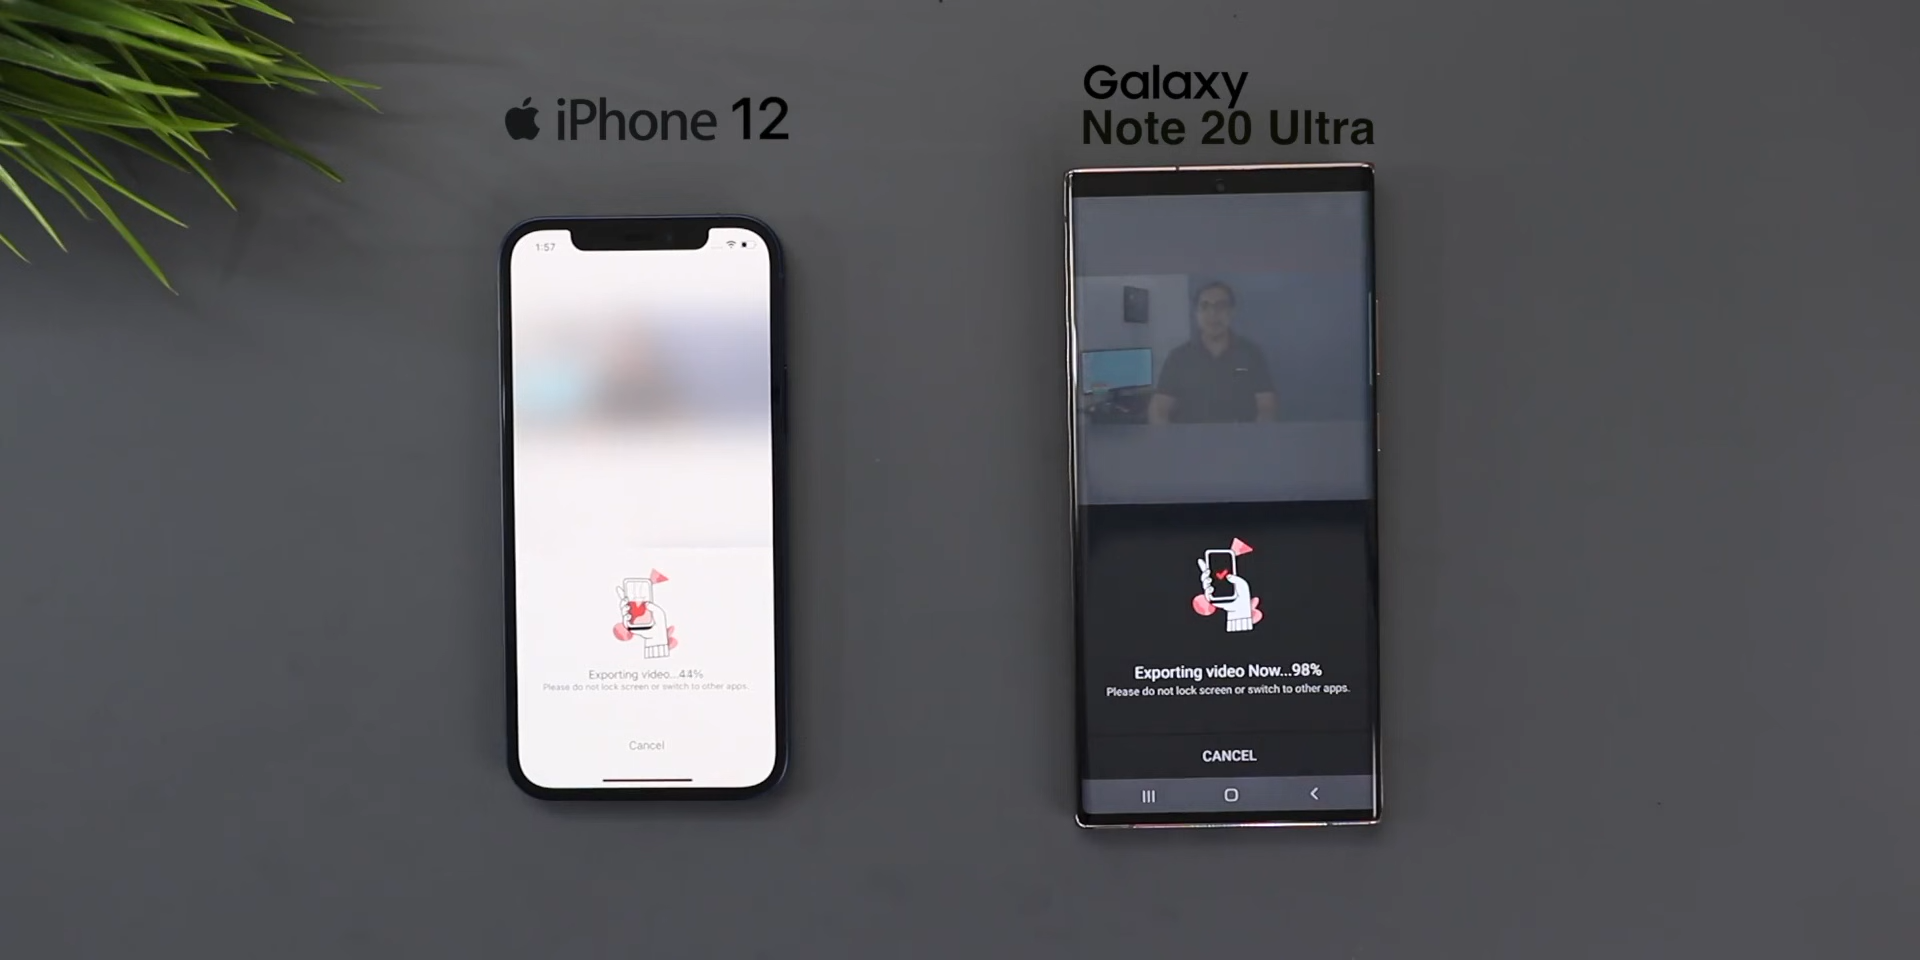 iPhone 12
Galaxy
Note 20 Ultra
1:57
Exporting video...44%
Please do not lock screen or switch to other apps.
Cancel
Exporting video Now...98%
Please do not lock screen or switch to other apps.
CANCEL